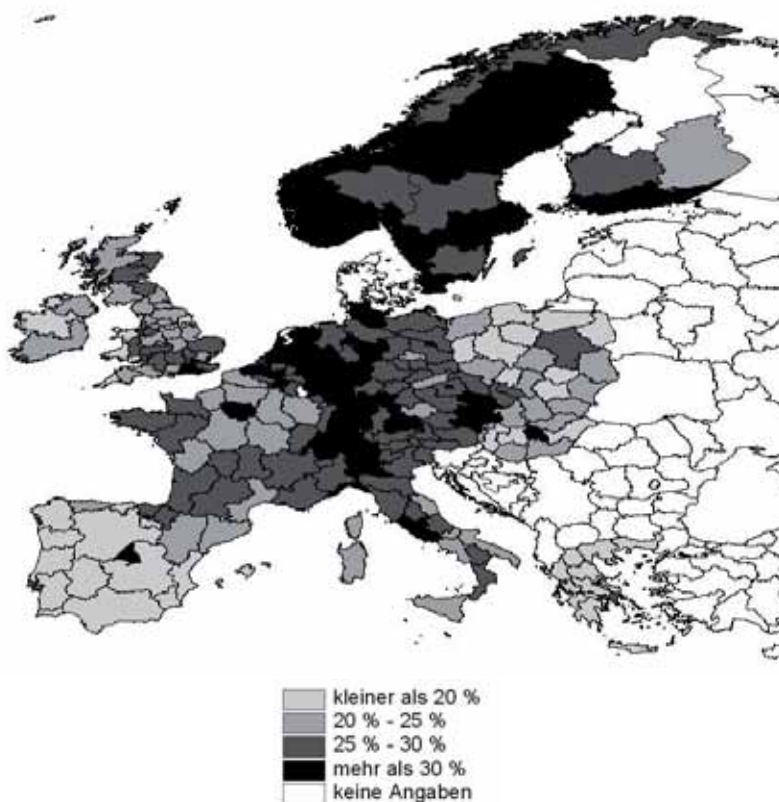 kleiner als 20 %
20 % - 25 %
25 % - 30 %
mehr als 30 %
keine Angaben